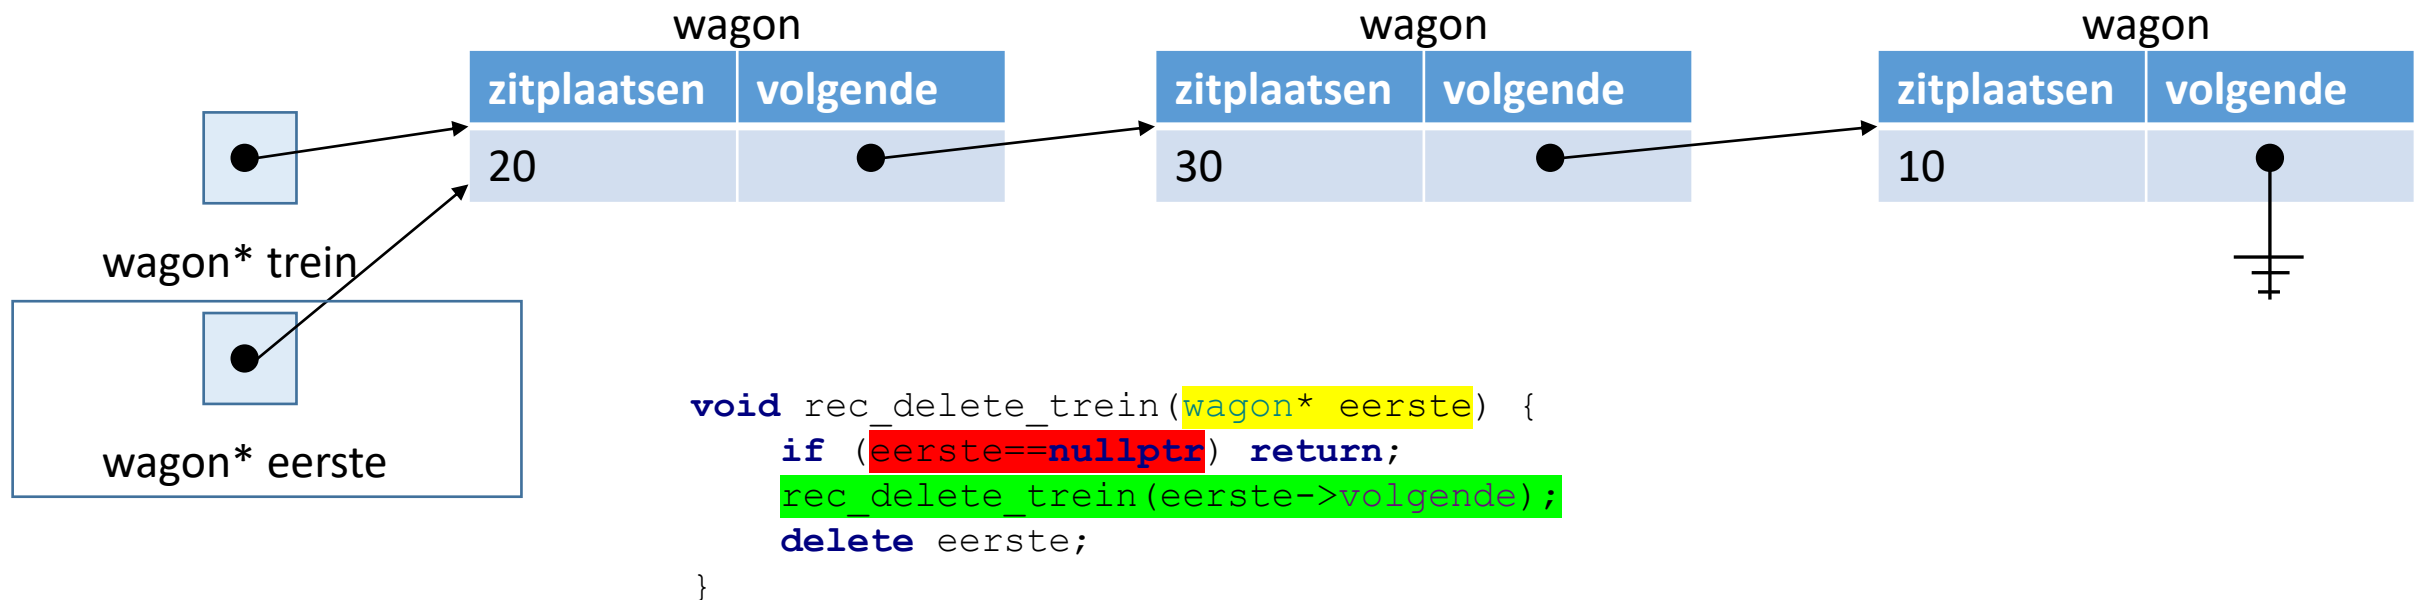 wagon wagon wagon
zitplaatsen volgende zitplaatsen volgende zitplaatsen volgende
20 30 10
wagon* trein
wagon* eerste
void rec_delete_trein(wagon* eerste) {
if (eerste==nullptr) return;
rec_delete_trein(eerste->volgende);
delete eerste;
}